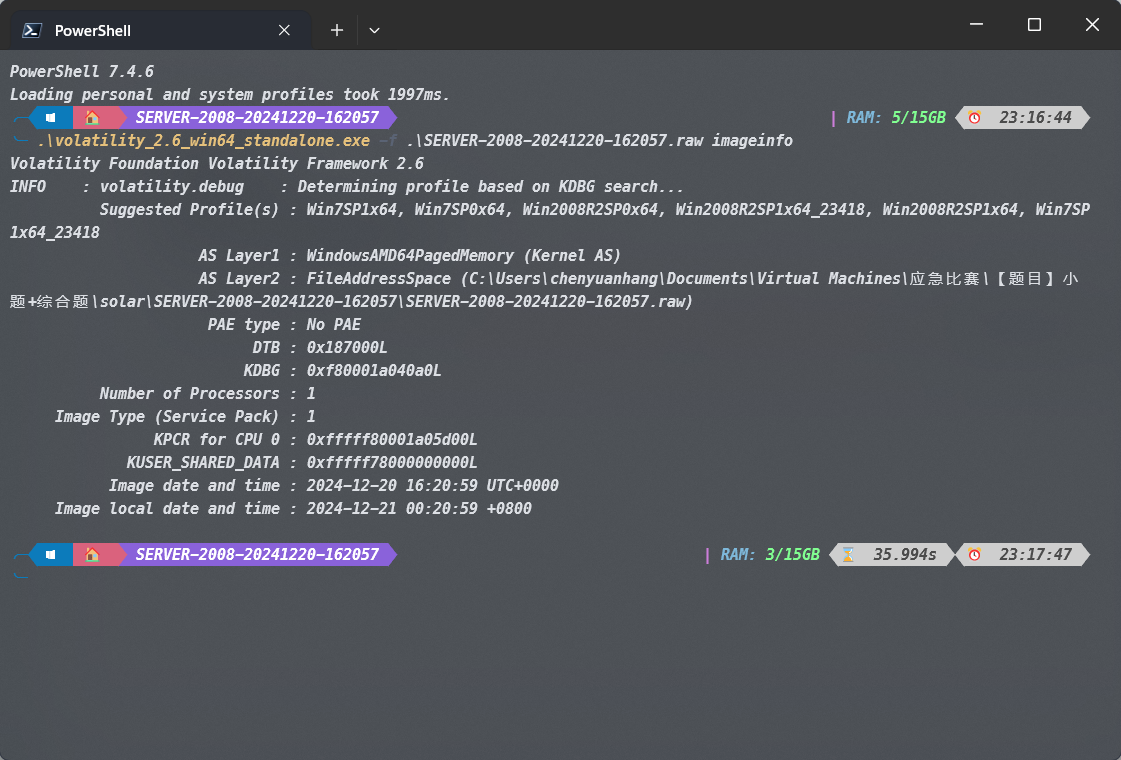 PowerShell
PowerShell 7.4.6
Loading personal and system profiles took 1997ms.
SERVER-2008-20241220-162057 | RAM: 5/15GB 23:16:44
.\volatility_2.6_win64_standalone.exe -f .\SERVER-2008-20241220-162057.raw imageinfo
Volatility Foundation Volatility Framework 2.6
INFO    : volatility.debug    : Determining profile based on KDBG search...
Suggested Profile(s) : Win7SP1x64, Win7SP0x64, Win2008R2SP0x64, Win2008R2SP1x64_23418, Win2008R2SP1x64, Win7SP
1x64_23418
AS Layer1 : WindowsAMD64PagedMemory (Kernel AS)
AS Layer2 : FileAddressSpace (C:\Users\chenyuanhang\Documents\Virtual Machines\应急比赛\【题目】小
题+综合题\solar\SERVER-2008-20241220-162057\SERVER-2008-20241220-162057.raw)
PAE type : No PAE
DTB : 0x187000L
KDBG : 0xf80001a040a0L
Number of Processors : 1
Image Type (Service Pack) : 1
KPCR for CPU 0 : 0xfffff80001a05d00L
KUSER_SHARED_DATA : 0xfffff78000000000L
Image date and time : 2024-12-20 16:20:59 UTC+0000
Image local date and time : 2024-12-21 00:20:59 +0800
SERVER-2008-20241220-162057 | RAM: 3/15GB 35.994s 23:17:47